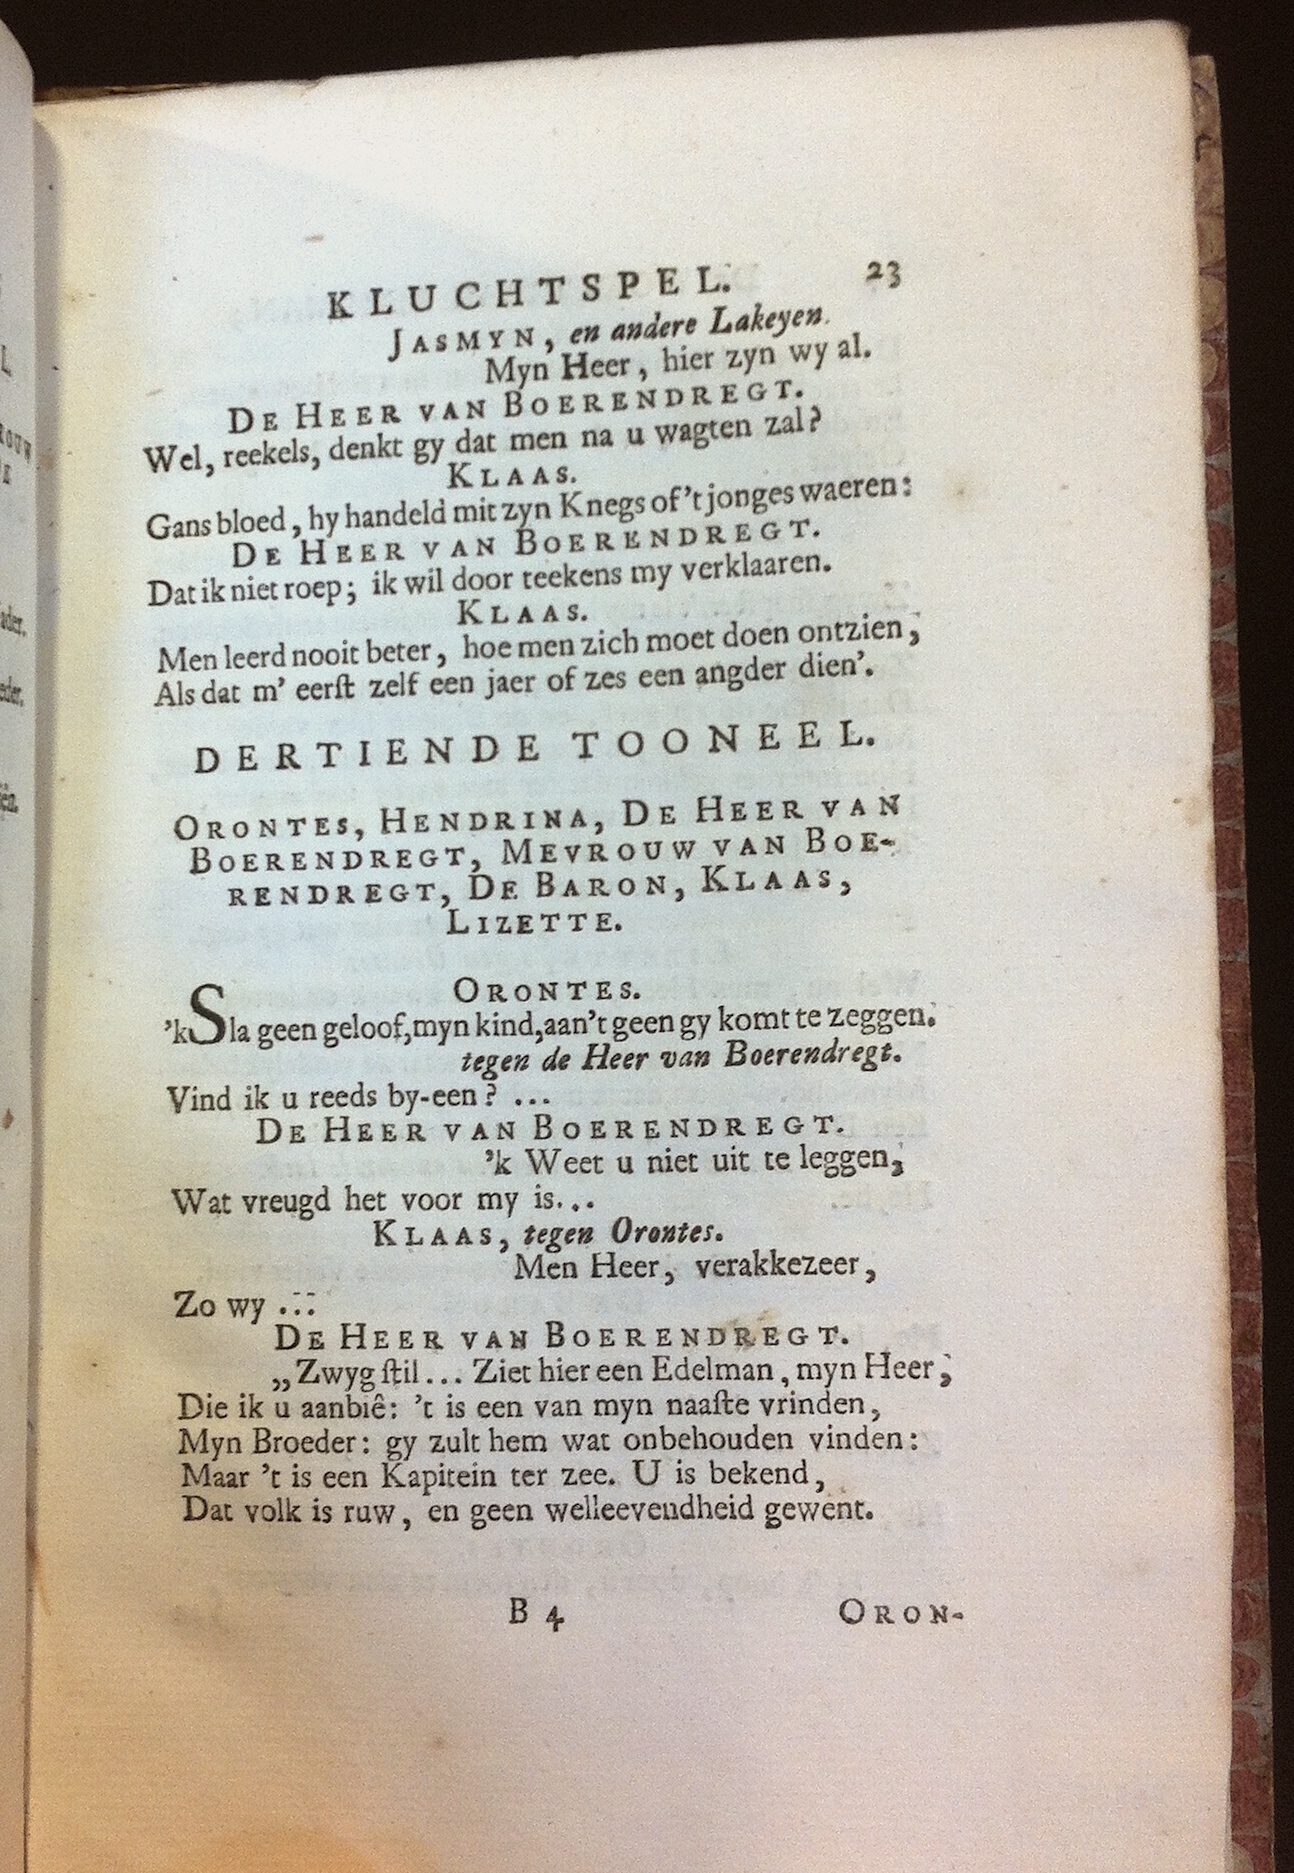 KLUCHTSPEL. 23
JASMYN, en andere Lakeyen.
Myn Heer, hier zyn wy al.
DE HEER VAN BOERENDREGT.
Wel, reekels, denkt gy dat men na u wagten zal?
KLAAS.
Gans bloed, hy handeld mit zyn Knegs of 't jonges waeren:
DE HEER VAN BOERENDREGT.
Dat ik niet roep; ik wil door teekens my verklaaren.
KLAAS.
Men leerd nooit beter, hoe men zich moet doen ontzien,
Als dat m' eerst zelf een jaer of zes een angder dien'.
DERTIENDE TOONEEL.
ORONTES, HENDRINA, DE HEER VAN
BOERENDREGT, MEVROUW VAN BOE-
RENDREGT, DE BARON, KLAAS,
LIZETTE.
ORONTES.
'k Sla geen geloof, myn kind, aan 't geen gy komt te zeggen.
tegen de Heer van Boerendregt.
Vind ik u reeds by-een? ...
DE HEER VAN BOERENDREGT.
'k Weet u niet uit te leggen,
Wat vreugd het voor my is...
KLAAS, tegen Orontes.
Men Heer, verakkezeer,
Zo wy ...
DE HEER VAN BOERENDREGT.
„Zwyg stil... Ziet hier een Edelman, myn Heer,
Die ik u aanbiê: 't is een van myn naaste vrinden,
Myn Broeder: gy zult hem wat onbehouden vinden:
Maar 't is een Kapitein ter zee. U is bekend,
Dat volk is ruw, en geen welleevendheid gewent.
B 4 ORON-